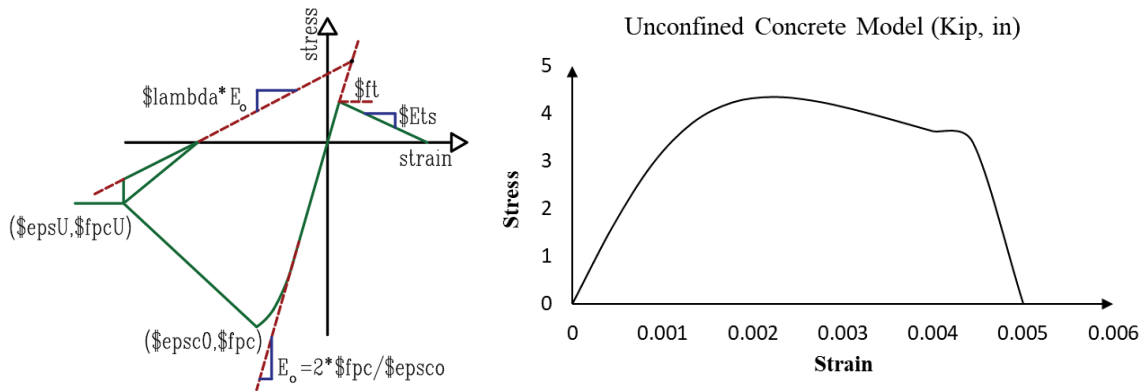 stress
$ft
$lambda*E₀
$Ets
strain
($epsU,$fpcU)
($epsc0,$fpc)
E₀=2*$fpc/$epsco
Unconfined Concrete Model (Kip, in)
Stress
5
4
3
2
1
0
0 0.001 0.002 0.003 0.004 0.005 0.006
Strain